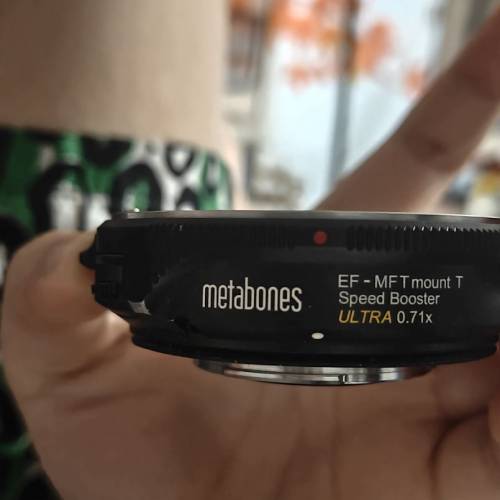 metabones
EF - MFT mount T
Speed Booster
ULTRA 0.71x